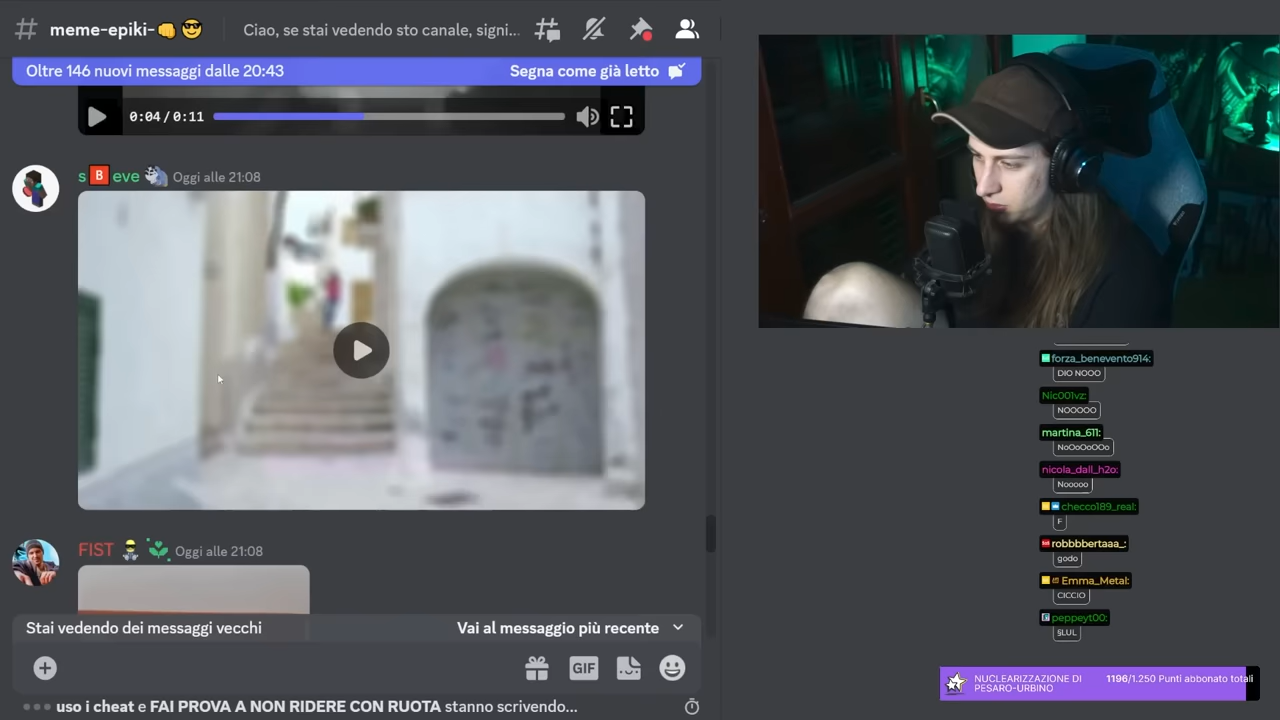 meme-epiki-👊😎
Ciao, se stai vedendo sto canale, signi...
Oltre 146 nuovi messaggi dalle 20:43
Segna come già letto
0:04 / 0:11
s🅱eve Oggi alle 21:08
FIST Oggi alle 21:08
Stai vedendo dei messaggi vecchi
Vai al messaggio più recente
GIF
uso i cheat e FAI PROVA A NON RIDERE CON RUOTA stanno scrivendo...
forza_benevento914:
DIO NOOO
Nic001vz:
NOOOOO
martina_611:
NoOoOoOOo
nicola_dall_h2o:
Nooooo
checco189_real:
F
robbbbertaaa_:
godo
Emma_Metal:
CICCIO
peppeyt00:
§LUL
NUCLEARIZZAZIONE DI
PESARO-URBINO
1196/1.250 Punti abbonato totali